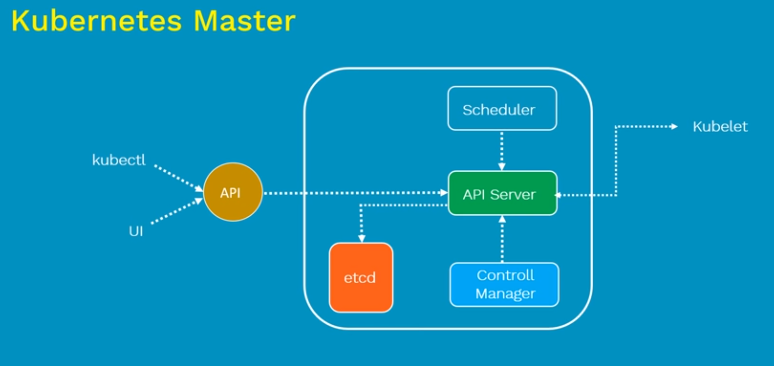 Kubernetes Master
Scheduler
Kubelet
kubectl
API
API Server
UI
etcd
Controll
Manager